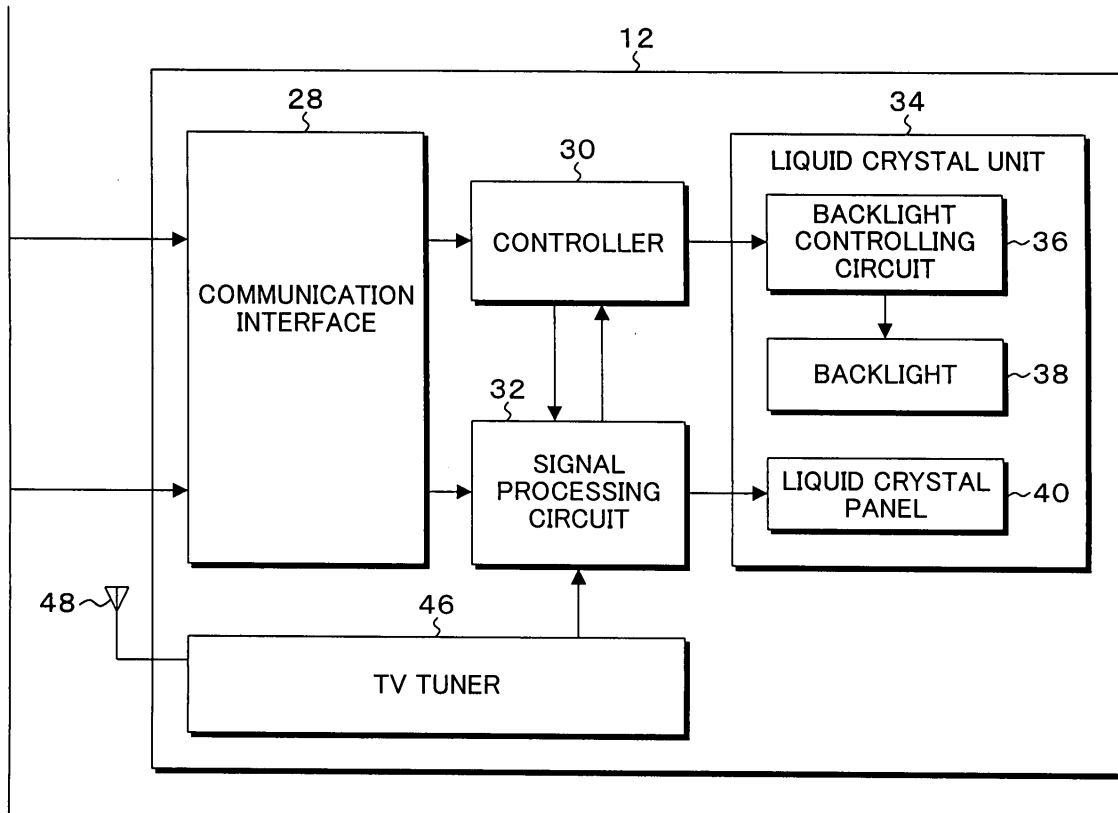 12
28
COMMUNICATION
INTERFACE
30
CONTROLLER
34
LIQUID CRYSTAL UNIT
BACKLIGHT
CONTROLLING
CIRCUIT
36
BACKLIGHT
38
32
SIGNAL
PROCESSING
CIRCUIT
LIQUID CRYSTAL
PANEL
40
48
46
TV TUNER